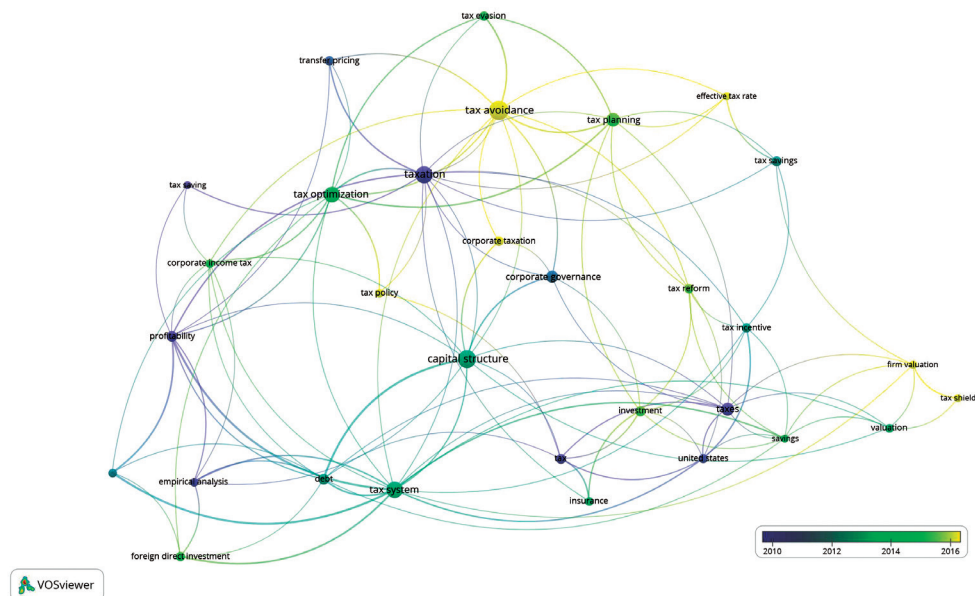 tax evasion
transfer pricing
effective tax rate
tax avoidance
tax planning
tax savings
taxation
tax saving
tax optimization
corporate taxation
corporate income tax
corporate governance
tax policy
tax reform
tax incentive
profitability
capital structure
firm valuation
tax shield
investment
taxes
valuation
savings
tax
united states
debt
empirical analysis
tax system
insurance
foreign direct investment
2010 2012 2014 2016
VOSviewer